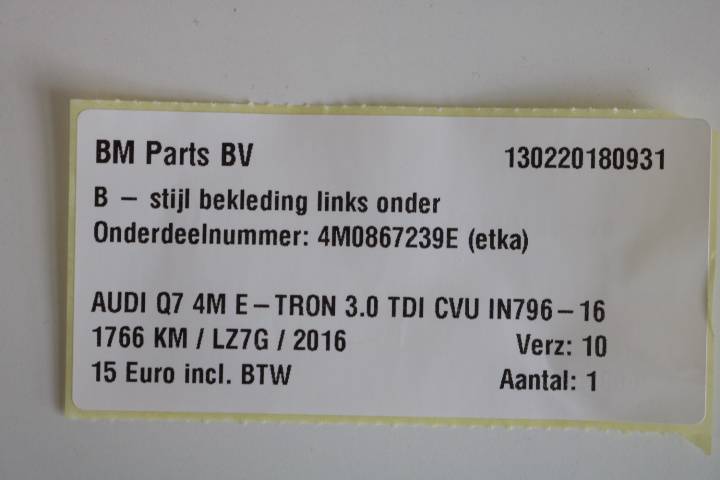 BM Parts BV 130220180931
B – stijl bekleding links onder
Onderdeelnummer: 4M0867239E (etka)
AUDI Q7 4M E–TRON 3.0 TDI CVU IN796–16
1766 KM / LZ7G / 2016 Verz: 10
15 Euro incl. BTW Aantal: 1